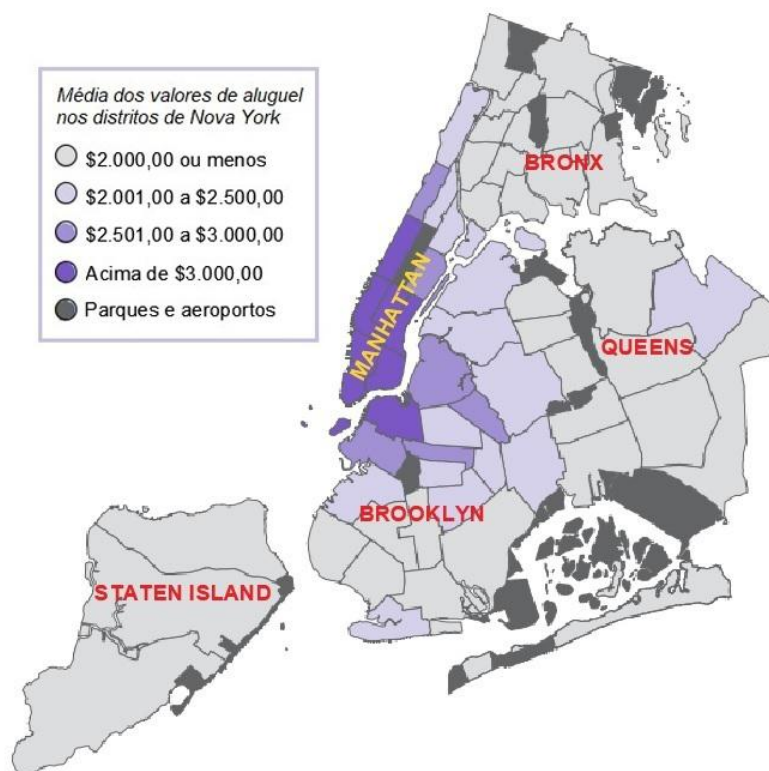 Média dos valores de aluguel
nos distritos de Nova York
$2.000,00 ou menos
$2.001,00 a $2.500,00
$2.501,00 a $3.000,00
Acima de $3.000,00
Parques e aeroportos
BRONX
MANHATTAN
QUEENS
BROOKLYN
STATEN ISLAND